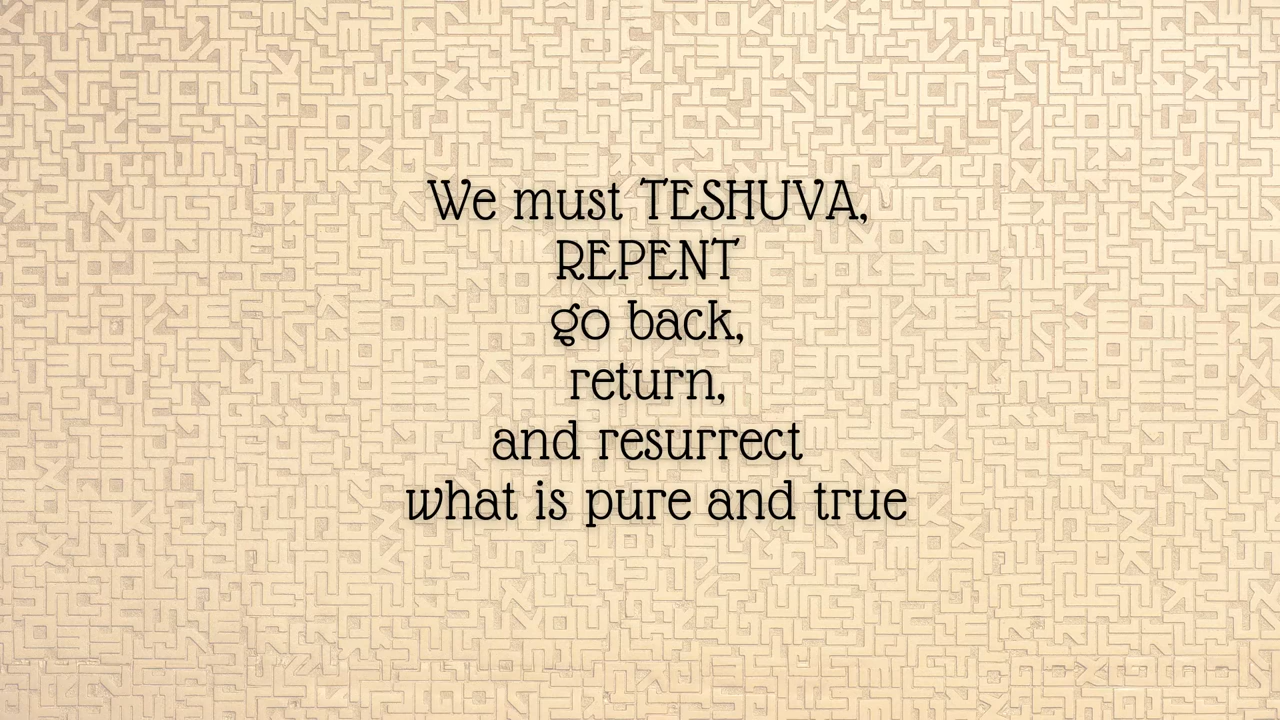 We must TESHUVA,
REPENT
go back,
return,
and resurrect
what is pure and true